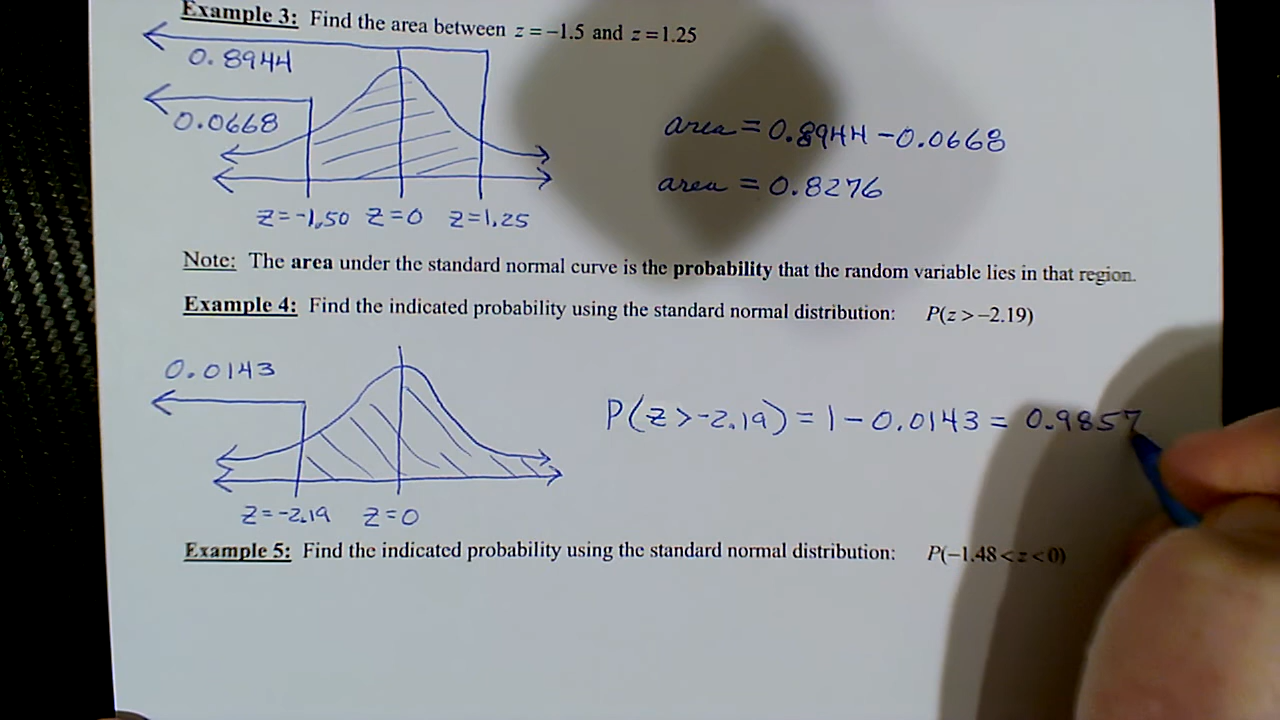 Example 3: Find the area between z = −1.5 and z = 1.25
0.8944
0.0668
area = 0.8944 − 0.0668
area = 0.8276
z = −1.50 z = 0 z = 1.25
Note: The area under the standard normal curve is the probability that the random variable lies in that region.
Example 4: Find the indicated probability using the standard normal distribution: P(z > −2.19)
0.0143
P(z > −2.19) = 1 − 0.0143 = 0.9857
z = −2.19 z = 0
Example 5: Find the indicated probability using the standard normal distribution: P(−1.48 < z < 0)